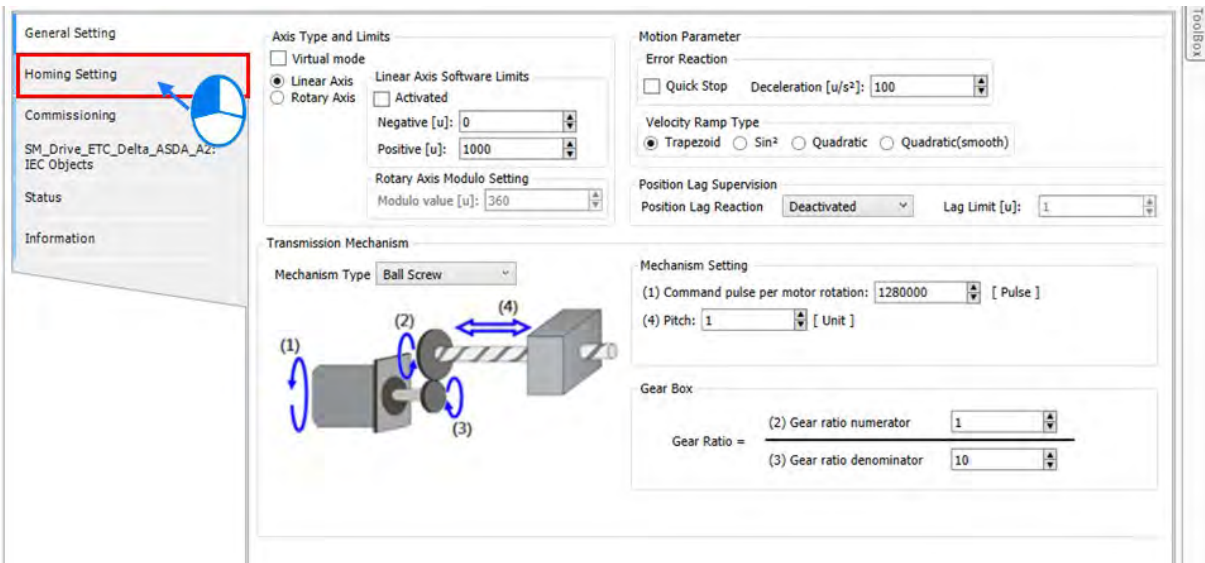 General Setting
Homing Setting
Commissioning
SM_Drive_ETC_Delta_ASDA_A2:
IEC Objects
Status
Information
Axis Type and Limits
Virtual mode
Linear Axis
Rotary Axis
Linear Axis Software Limits
Activated
Negative [u]: 0
Positive [u]: 1000
Rotary Axis Modulo Setting
Modulo value [u]: 360
Motion Parameter
Error Reaction
Quick Stop Deceleration [u/s²]: 100
Velocity Ramp Type
Trapezoid Sin² Quadratic Quadratic(smooth)
Position Lag Supervision
Position Lag Reaction Deactivated Lag Limit [u]: 1
Transmission Mechanism
Mechanism Type Ball Screw
(1)
(2)
(4)
(3)
Mechanism Setting
(1) Command pulse per motor rotation: 1280000 [ Pulse ]
(4) Pitch: 1 [ Unit ]
Gear Box
Gear Ratio =
(2) Gear ratio numerator 1
(3) Gear ratio denominator 10
ToolBox